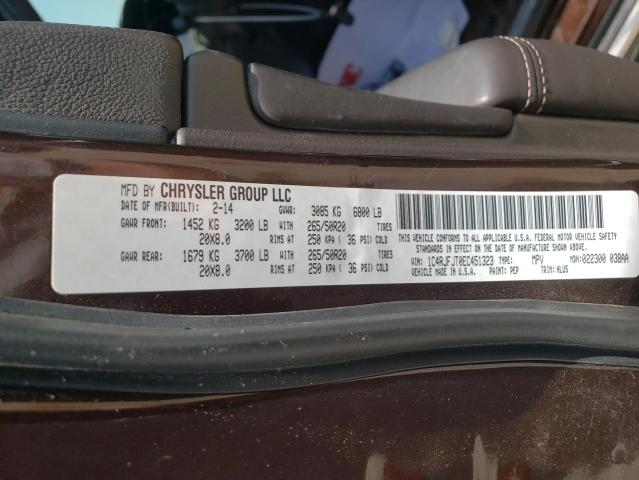 MFD BY CHRYSLER GROUP LLC
DATE OF MFR(BUILT): 2-14 GVWR: 3085 KG 6800 LB
GAWR FRONT: 1452 KG 3200 LB WITH 265/50R20 TIRES
20X8.0 RIMS AT 250 KPA ( 36 PSI) COLD
GAWR REAR: 1679 KG 3700 LB WITH 265/50R20 TIRES
20X8.0 RIMS AT 250 KPA ( 36 PSI) COLD
THIS VEHICLE CONFORMS TO ALL APPLICABLE U.S.A. FEDERAL MOTOR VEHICLE SAFETY
STANDARDS IN EFFECT ON THE DATE OF MANUFACTURE SHOWN ABOVE.
VIN: 1C4RJFJT0EC451323 TYPE: MPV MDH: 022300 038AA
VEHICLE MADE IN U.S.A. PAINT: PEP TRIM: HLUS